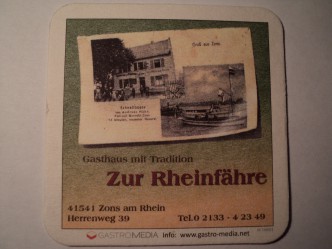 Gruß aus Zons
Gasthaus mit Tradition
Zur Rheinfähre
41541 Zons am Rhein
Herrenweg 39
Tel.0 2133 - 4 23 49
GASTROMEDIA Info: www.gastro-media.net